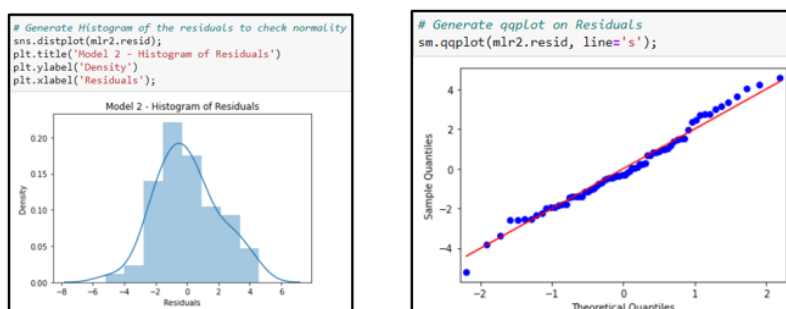 # Generate Histogram of the residuals to check normality
sns.distplot(mlr2.resid);
plt.title('Model 2 - Histogram of Residuals')
plt.ylabel('Density')
plt.xlabel('Residuals');
Model 2 - Histogram of Residuals
0.20
0.15
0.10
0.05
0.00
Density
−8 −6 −4 −2 0 2 4 6
Residuals
# Generate qqplot on Residuals
sm.qqplot(mlr2.resid, line='s');
4
2
0
−2
−4
Sample Quantiles
−2 −1 0 1 2
Theoretical Quantiles